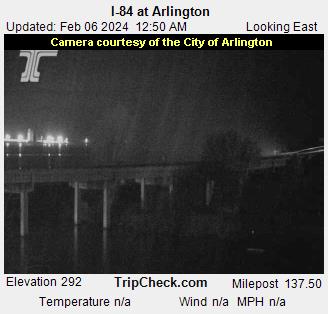 I-84 at Arlington
Updated: Feb 06 2024 12:50 AM Looking East
Camera courtesy of the City of Arlington
Elevation 292 TripCheck.com Milepost 137.50
Temperature n/a Wind n/a MPH n/a